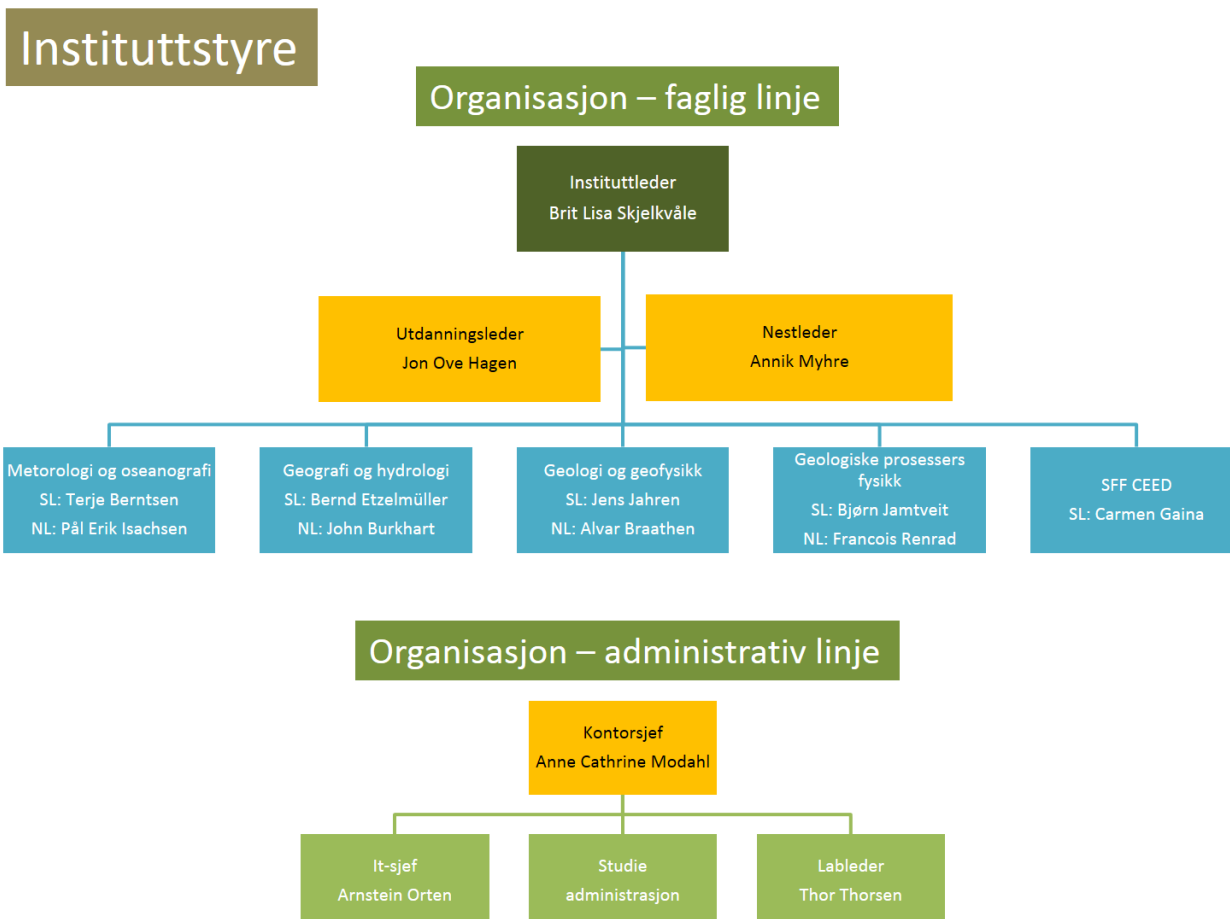 Instituttstyre
Organisasjon – faglig linje
Instituttleder
Brit Lisa Skjelkvåle
Utdanningsleder
Jon Ove Hagen
Nestleder
Annik Myhre
Metorologi og oseanografi
SL: Terje Berntsen
NL: Pål Erik Isachsen
Geografi og hydrologi
SL: Bernd Etzelmüller
NL: John Burkhart
Geologi og geofysikk
SL: Jens Jahren
NL: Alvar Braathen
Geologiske prosessers
fysikk
SL: Bjørn Jamtveit
NL: Francois Renrad
SFF CEED
SL: Carmen Gaina
Organisasjon – administrativ linje
Kontorsjef
Anne Cathrine Modahl
It-sjef
Arnstein Orten
Studie
administrasjon
Lableder
Thor Thorsen